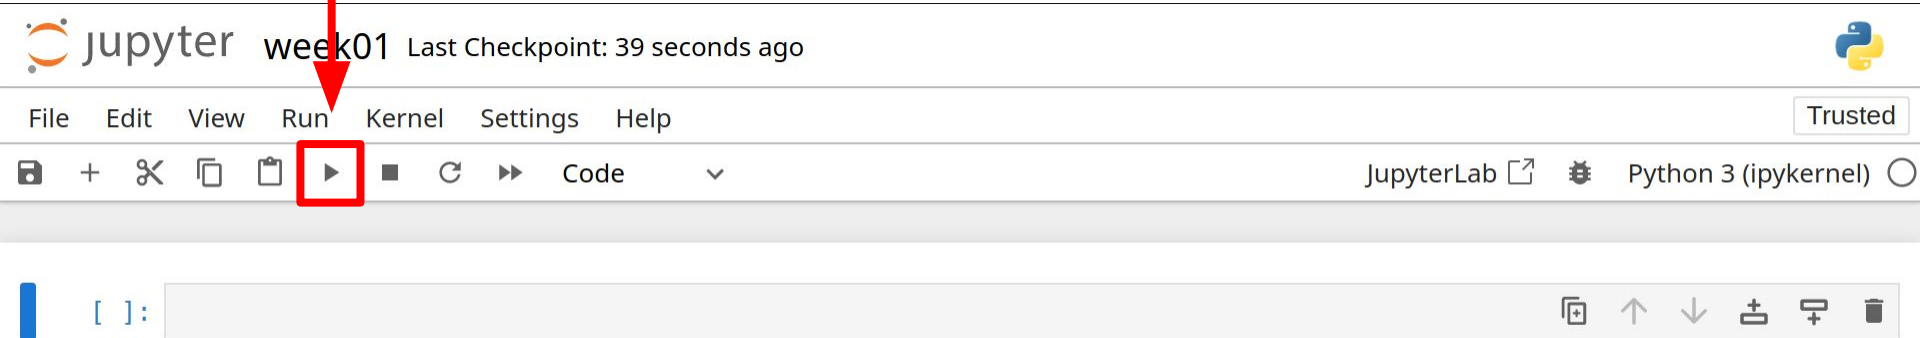 jupyter week01 Last Checkpoint: 39 seconds ago
File Edit View Run Kernel Settings Help Trusted
Code JupyterLab Python 3 (ipykernel)
[ ]: